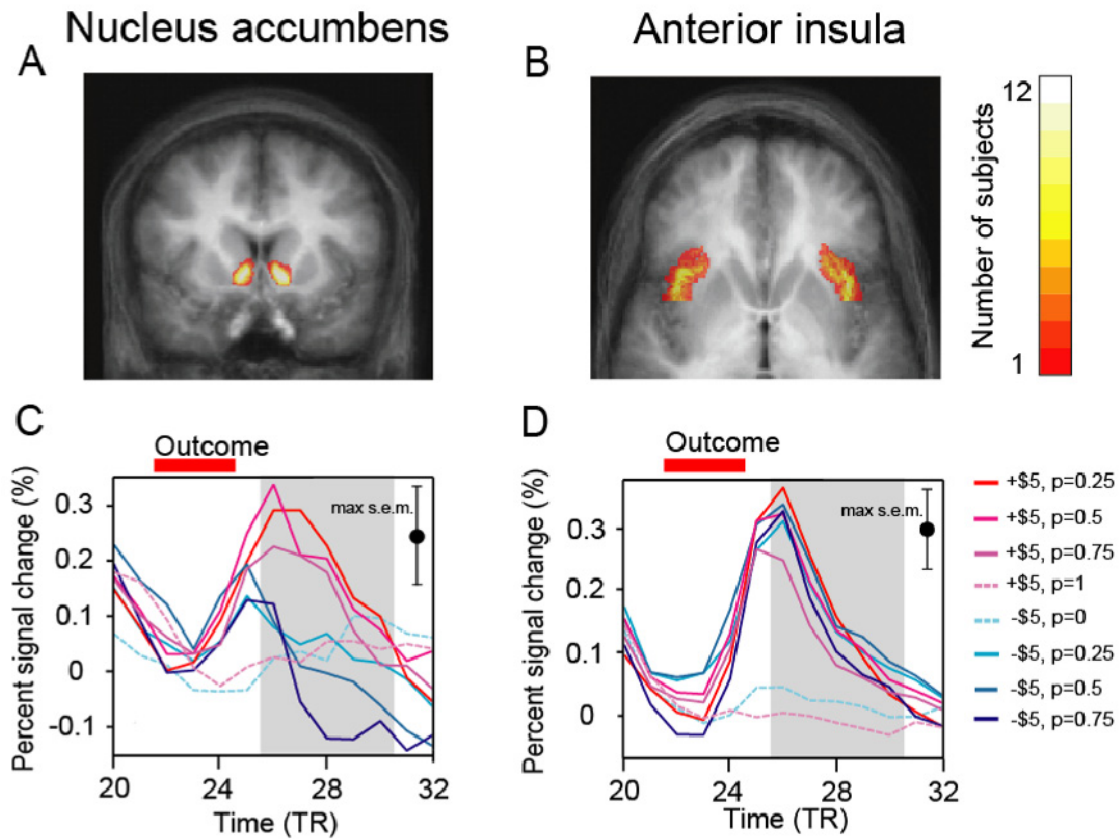 Nucleus accumbens
Anterior insula
A
B
12
Number of subjects
1
C
D
Outcome
Outcome
Percent signal change (%)
0.3
0.2
0.1
0
-0.1
max s.e.m.
20
24
28
32
Time (TR)
Percent signal change (%)
0.3
0.2
0.1
0
max s.e.m.
20
24
28
32
Time (TR)
+$5, p=0.25
+$5, p=0.5
+$5, p=0.75
+$5, p=1
-$5, p=0
-$5, p=0.25
-$5, p=0.5
-$5, p=0.75